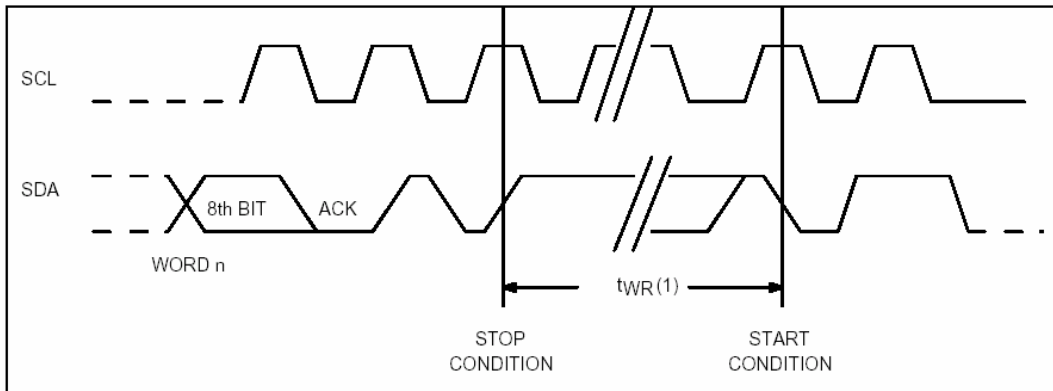 SCL
SDA
8th BIT
ACK
WORD n
tWR(1)
STOP
CONDITION
START
CONDITION